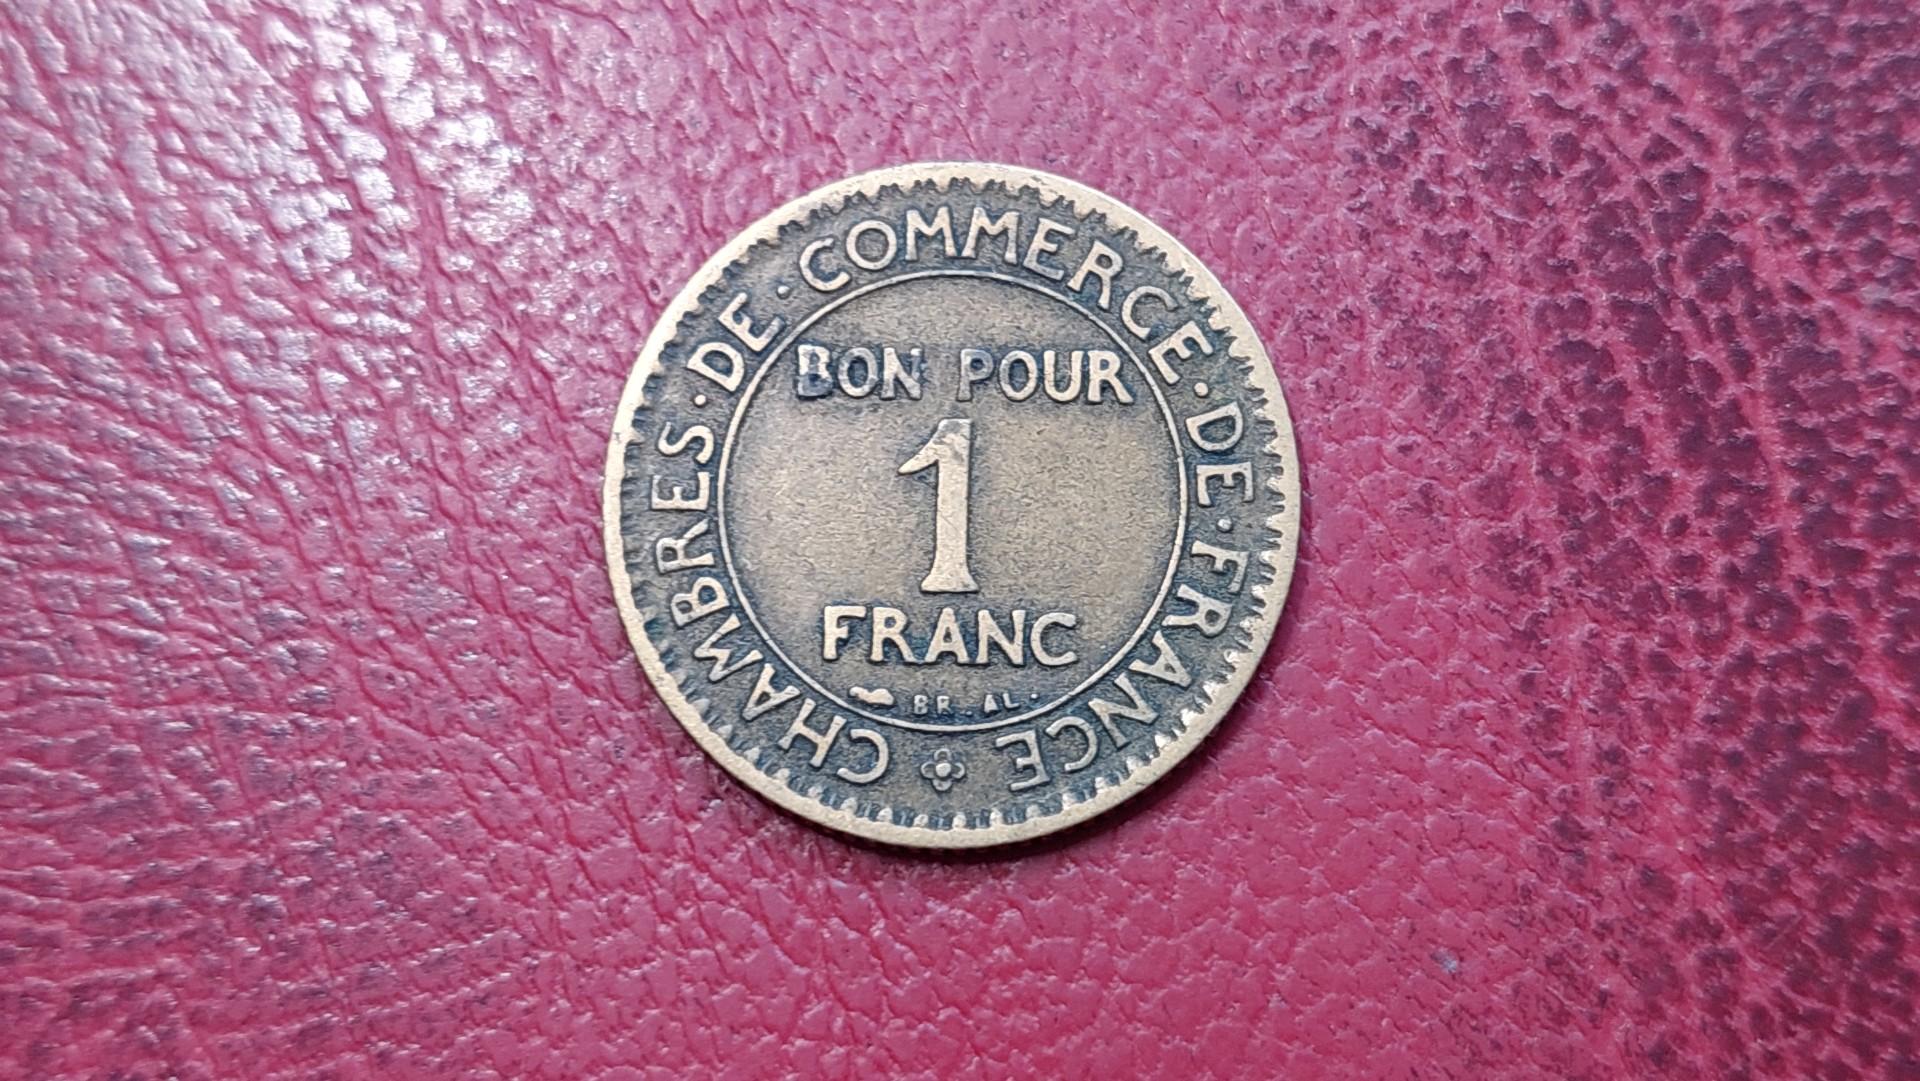 CHAMBRES·DE·COMMERCE·DE·FRANCE
BON POUR
1
FRANC
BR.AL.